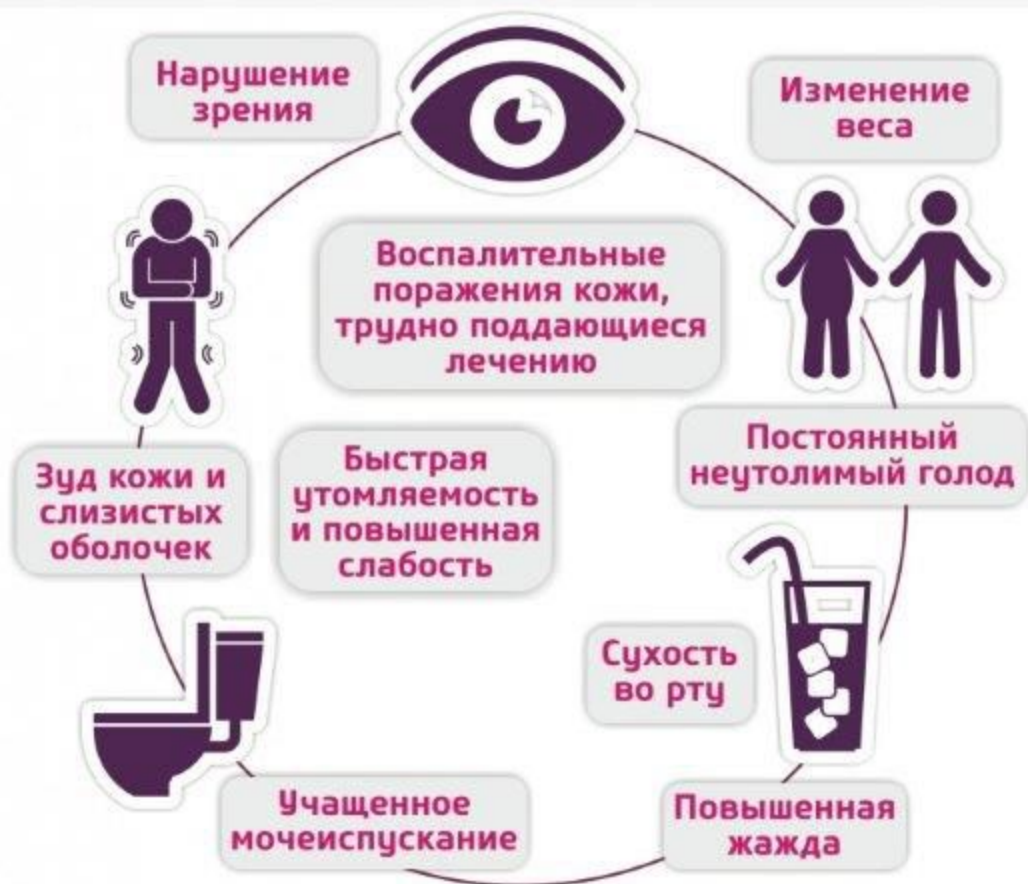 Нарушение
зрения
Изменение
веса
Воспалительные
поражения кожи,
трудно поддающиеся
лечению
Постоянный
неутолимый голод
Зуд кожи и
слизистых
оболочек
Быстрая
утомляемость
и повышенная
слабость
Сухость
во рту
Учащенное
мочеиспускание
Повышенная
жажда